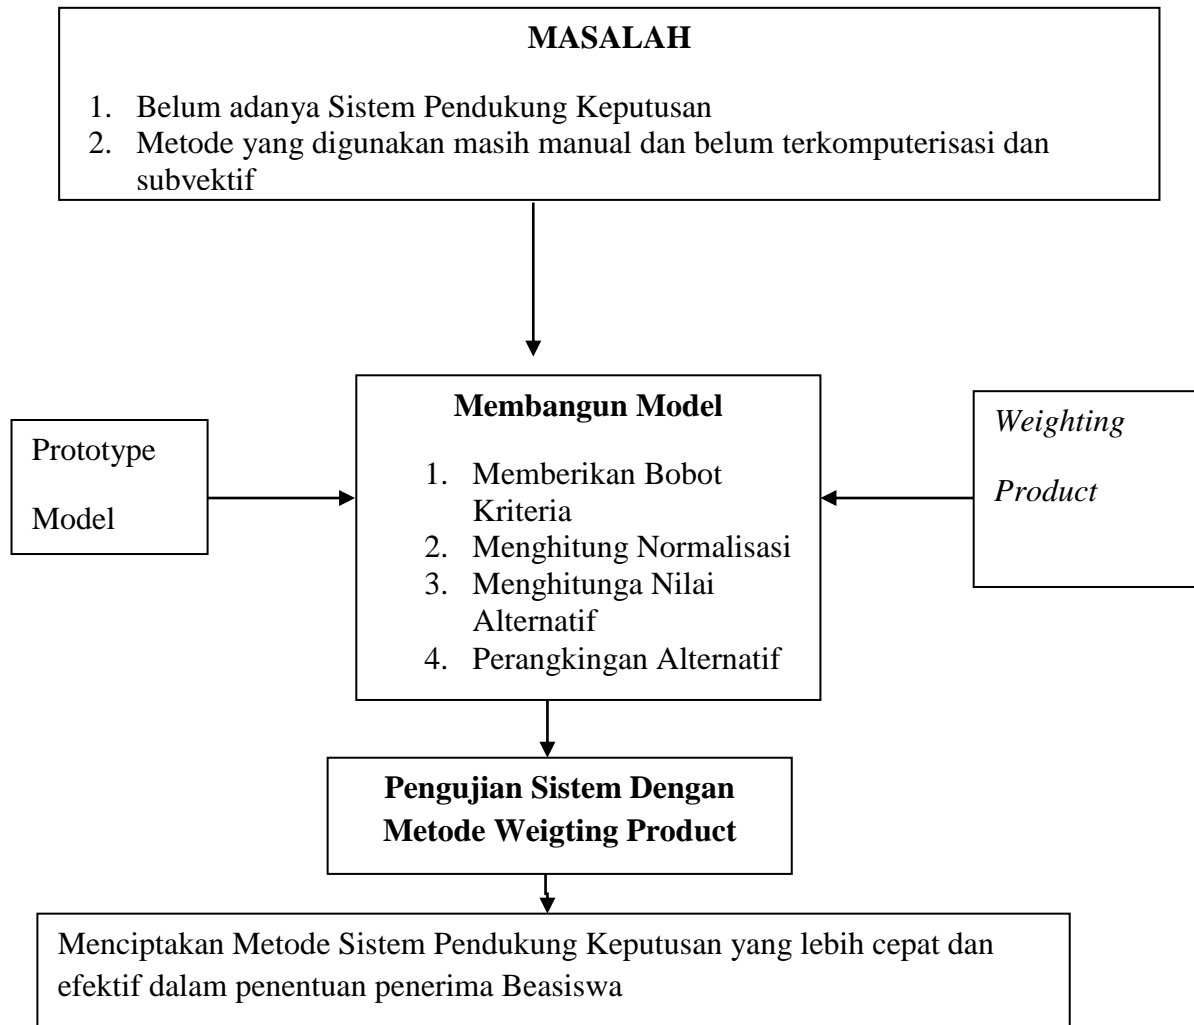 MASALAH
1. Belum adanya Sistem Pendukung Keputusan
2. Metode yang digunakan masih manual dan belum terkomputerisasi dan
subvektif
Prototype
Model
Membangun Model
1. Memberikan Bobot
Kriteria
2. Menghitung Normalisasi
3. Menghitunga Nilai
Alternatif
4. Perangkingan Alternatif
Weighting
Product
Pengujian Sistem Dengan
Metode Weigting Product
Menciptakan Metode Sistem Pendukung Keputusan yang lebih cepat dan
efektif dalam penentuan penerima Beasiswa